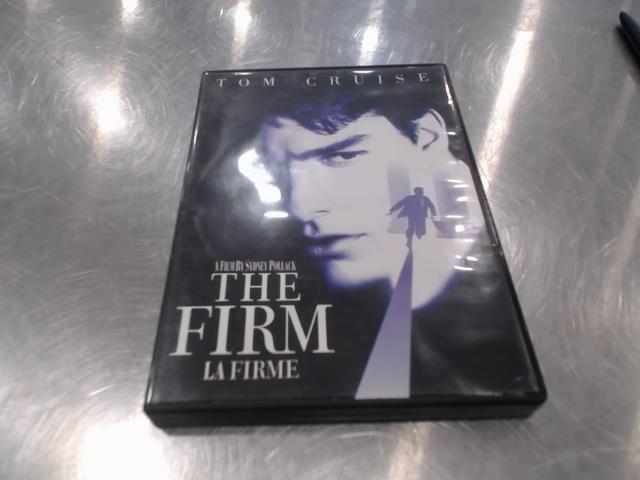 TOM CRUISE
A FILM BY SYDNEY POLLACK
THE
FIRM
LA FIRME